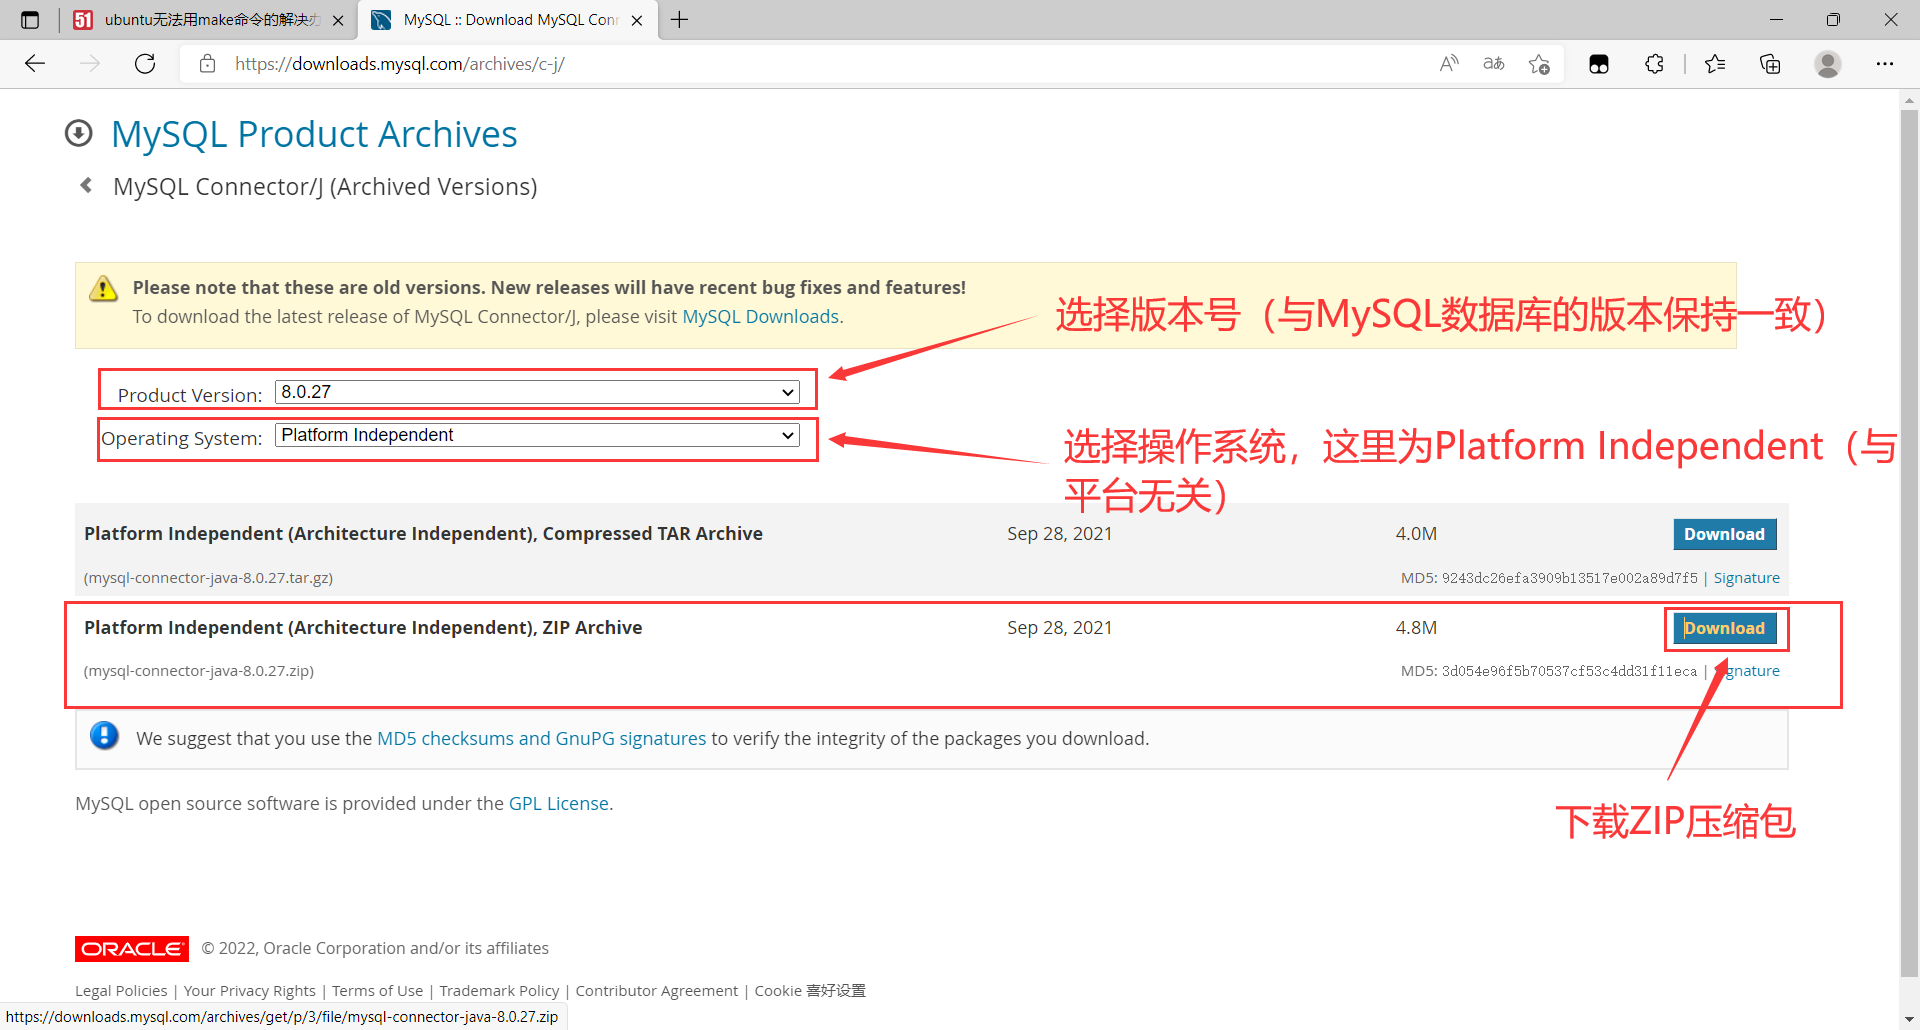 ubuntu无法用make命令的解决办
MySQL :: Download MySQL Con
https://downloads.mysql.com/archives/c-j/
MySQL Product Archives
MySQL Connector/J (Archived Versions)
Please note that these are old versions. New releases will have recent bug fixes and features!
To download the latest release of MySQL Connector/J, please visit MySQL Downloads.
选择版本号（与MySQL数据库的版本保持一致）
Product Version: 8.0.27
Operating System: Platform Independent
选择操作系统，这里为Platform Independent（与
平台无关）
Platform Independent (Architecture Independent), Compressed TAR Archive Sep 28, 2021 4.0M Download
(mysql-connector-java-8.0.27.tar.gz) MD5: 9243dc26efa3909b13517e002a89d7f5 | Signature
Platform Independent (Architecture Independent), ZIP Archive Sep 28, 2021 4.8M Download
(mysql-connector-java-8.0.27.zip) MD5: 3d054e96f5b70537cf53c4dd31f11eca | Signature
We suggest that you use the MD5 checksums and GnuPG signatures to verify the integrity of the packages you download.
MySQL open source software is provided under the GPL License.
下载ZIP压缩包
ORACLE © 2022, Oracle Corporation and/or its affiliates
Legal Policies | Your Privacy Rights | Terms of Use | Trademark Policy | Contributor Agreement | Cookie 喜好设置
https://downloads.mysql.com/archives/get/p/3/file/mysql-connector-java-8.0.27.zip